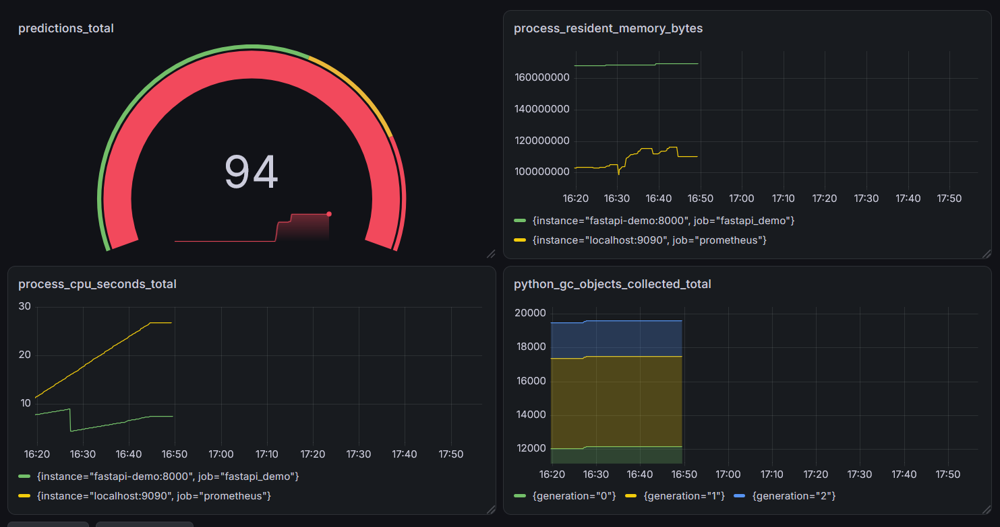 predictions_total
94
process_resident_memory_bytes
160000000
140000000
120000000
100000000
16:20 16:30 16:40 16:50 17:00 17:10 17:20 17:30 17:40 17:50
{instance="fastapi-demo:8000", job="fastapi_demo"}
{instance="localhost:9090", job="prometheus"}
process_cpu_seconds_total
30
20
10
16:20 16:30 16:40 16:50 17:00 17:10 17:20 17:30 17:40 17:50
{instance="fastapi-demo:8000", job="fastapi_demo"}
{instance="localhost:9090", job="prometheus"}
python_gc_objects_collected_total
20000
18000
16000
14000
12000
16:20 16:30 16:40 16:50 17:00 17:10 17:20 17:30 17:40 17:50
{generation="0"} {generation="1"} {generation="2"}